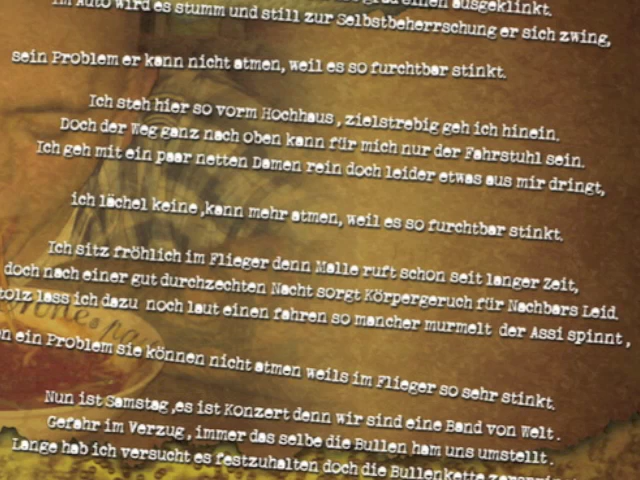 ausgeklinkt.
Im Auto wird es stumm und still zur Selbstbeherrschung er sich zwing,
sein Problem er kann nicht atmen, weil es so furchtbar stinkt.
Ich steh hier so vorm Hochhaus , zielstrebig geh ich hinein.
Doch der Weg ganz nach oben kann für mich nur der Fahrstuhl sein.
Ich geh mit ein paar netten Damen rein doch leider etwas aus mir dringt,
ich lächel keine ,kann mehr atmen, weil es so furchtbar stinkt.
Ich sitz fröhlich im Flieger denn Malle ruft schon seit langer Zeit,
doch nach einer gut durchzechten Nacht sorgt Körpergeruch für Nachbars Leid.
lass ich dazu noch laut einen fahren so mancher murmelt der Assi spinnt ,
ein Problem sie können nicht atmen weils im Flieger so sehr stinkt.
Nun ist Samstag ,es ist Konzert denn wir sind eine Band von Welt .
Gefahr im Verzug , immer das selbe die Bullen ham uns umstellt .
Lange hab ich versucht es festzuhalten doch die Bullenkette